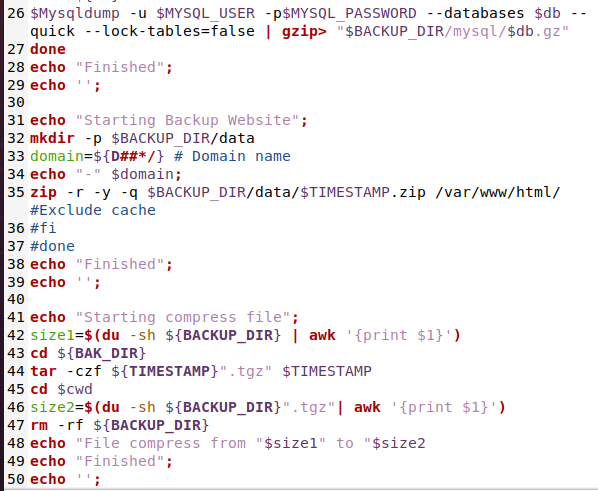 26 $Mysqldump -u $MYSQL_USER -p$MYSQL_PASSWORD --databases $db --
quick --lock-tables=false | gzip> "$BACKUP_DIR/mysql/$db.gz"
27 done
28 echo "Finished";
29 echo '';
30
31 echo "Starting Backup Website";
32 mkdir -p $BACKUP_DIR/data
33 domain=${D##*/} # Domain name
34 echo "-" $domain;
35 zip -r -y -q $BACKUP_DIR/data/$TIMESTAMP.zip /var/www/html/
#Exclude cache
36 #fi
37 #done
38 echo "Finished";
39 echo '';
40
41 echo "Starting compress file";
42 size1=$(du -sh ${BACKUP_DIR} | awk '{print $1}')
43 cd ${BAK_DIR}
44 tar -czf ${TIMESTAMP}".tgz" $TIMESTAMP
45 cd $cwd
46 size2=$(du -sh ${BACKUP_DIR}".tgz"| awk '{print $1}')
47 rm -rf ${BACKUP_DIR}
48 echo "File compress from "$size1" to "$size2
49 echo "Finished";
50 echo '';